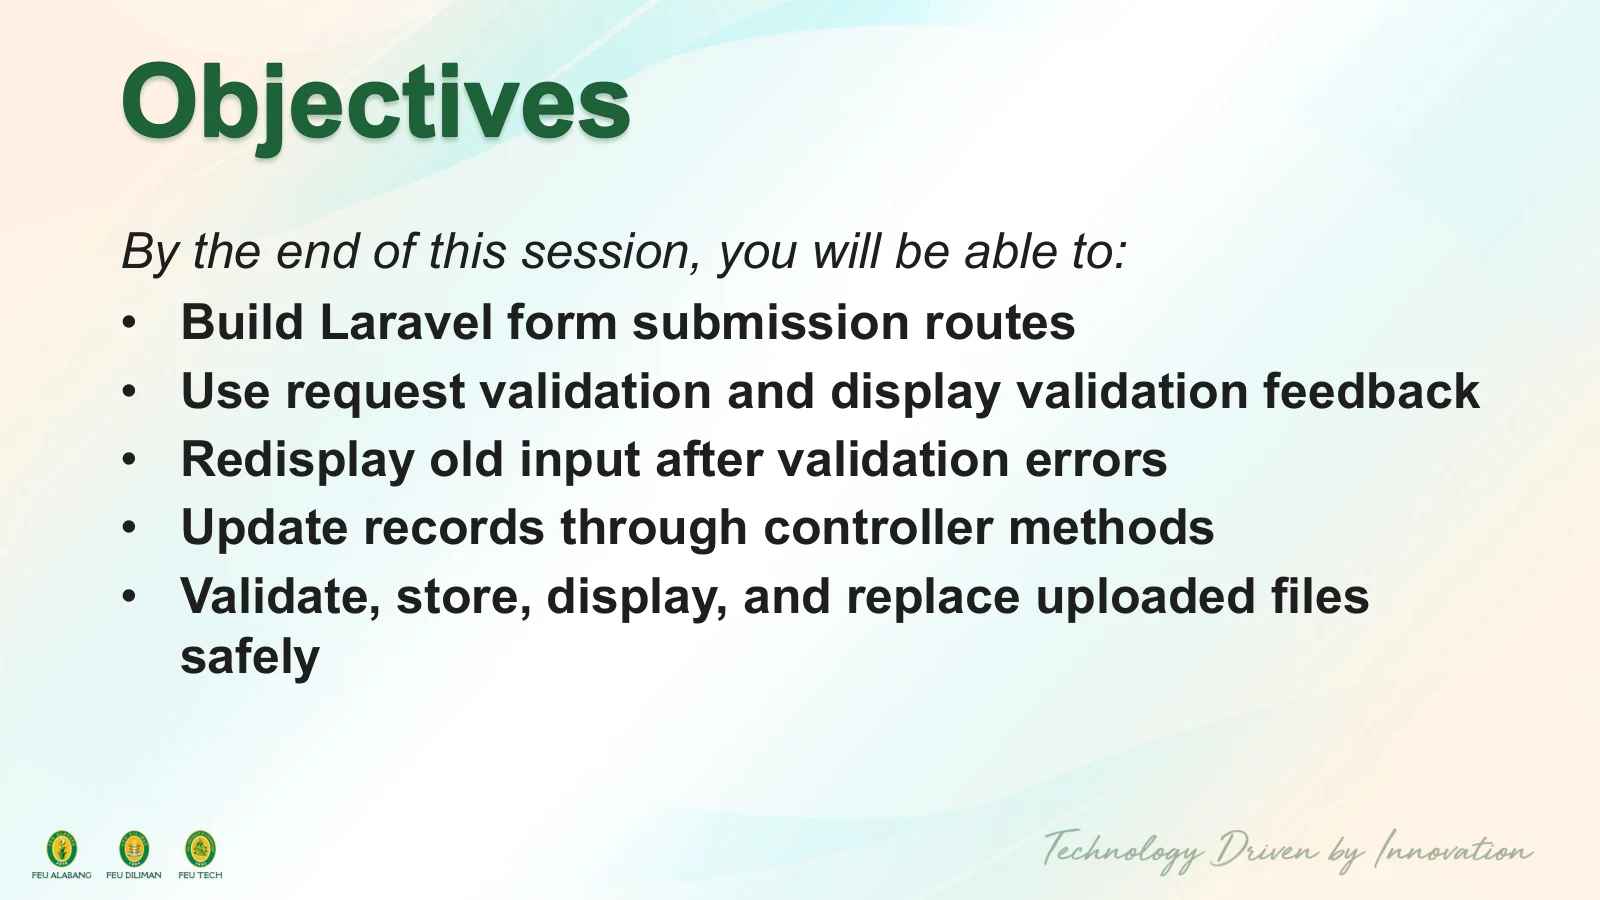 Objectives
By the end of this session, you will be able to:
• Build Laravel form submission routes
• Use request validation and display validation feedback
• Redisplay old input after validation errors
• Update records through controller methods
• Validate, store, display, and replace uploaded files
safely
FEU ALABANG FEU DILIMAN FEU TECH
Technology Driven by Innovation